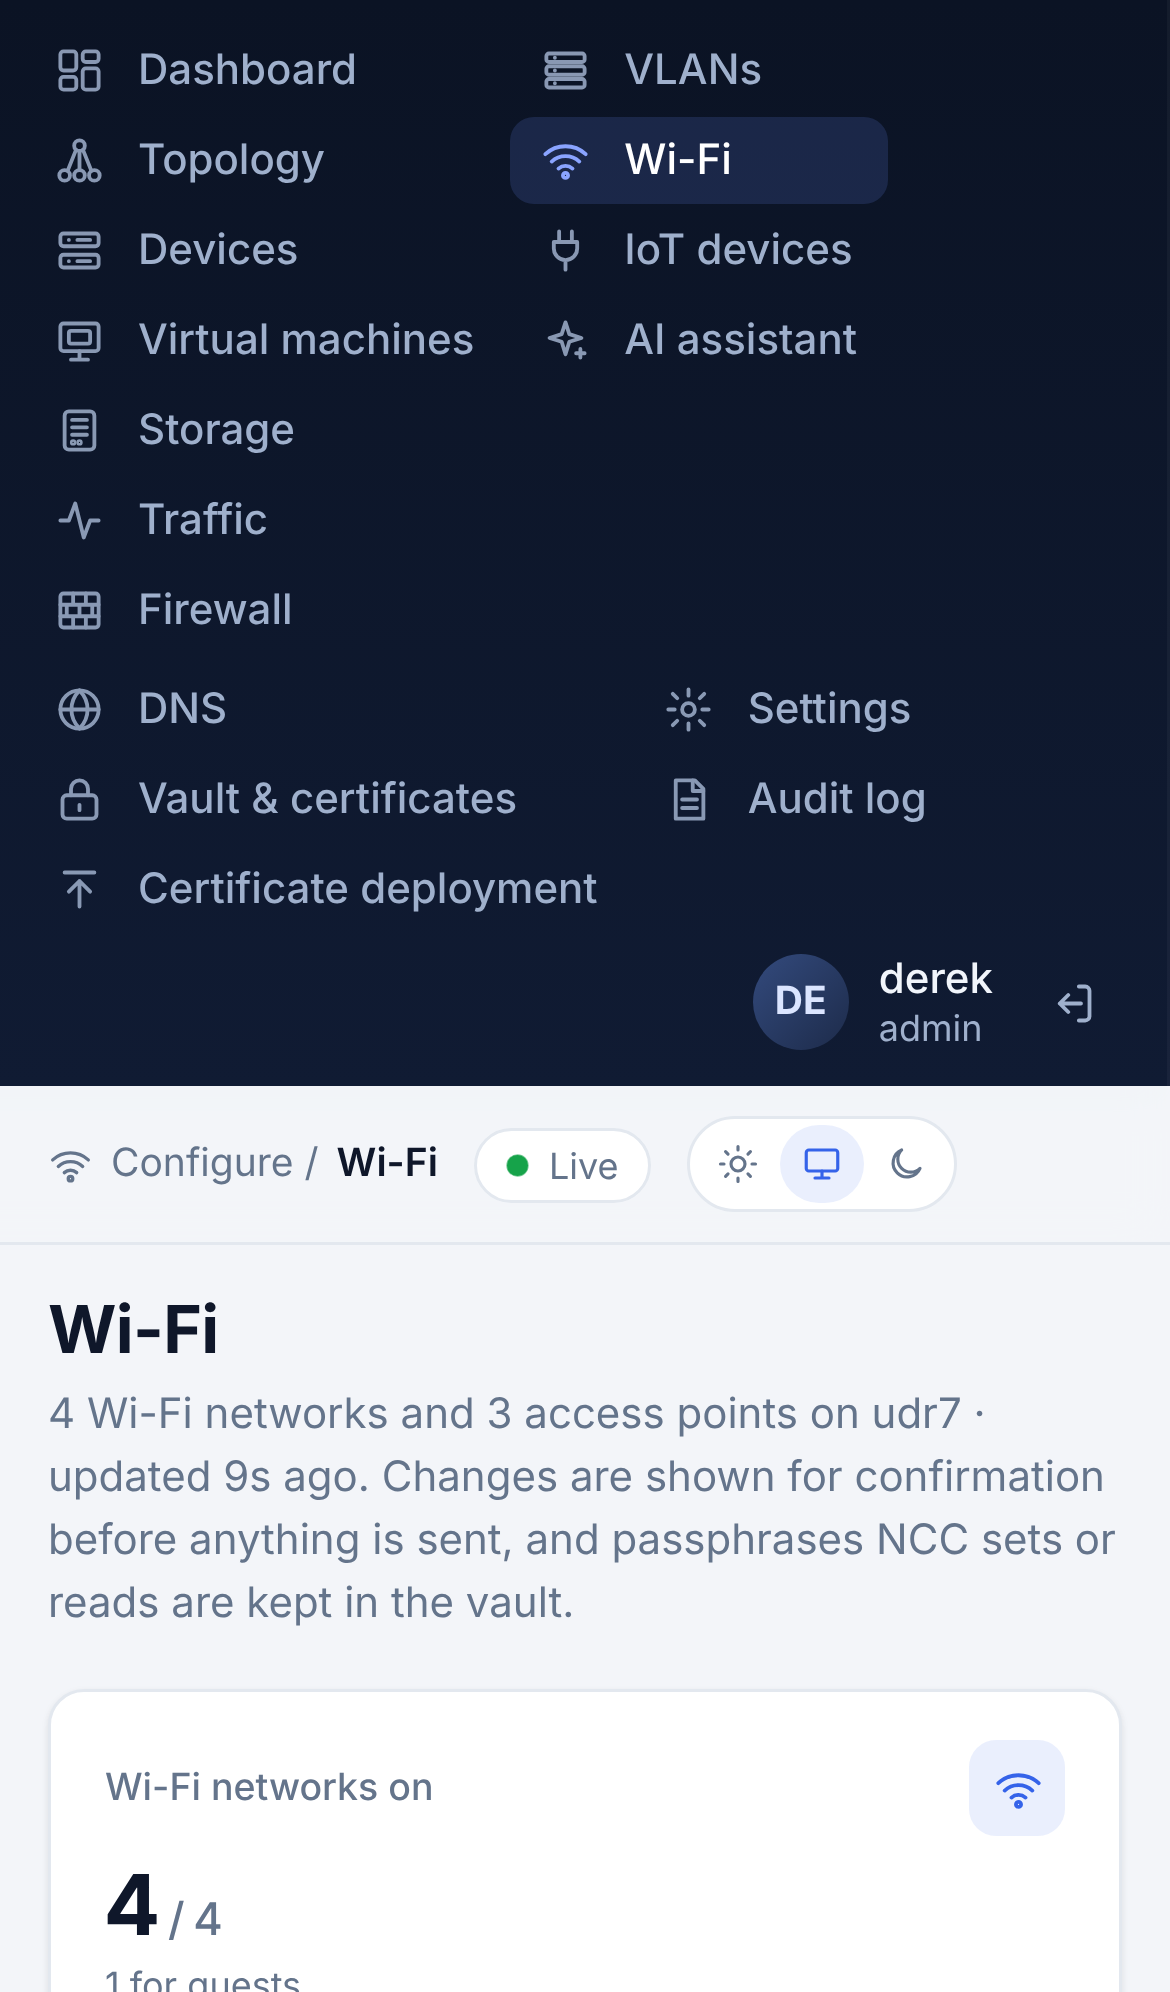 Dashboard
Topology
Devices
Virtual machines
Storage
Traffic
Firewall
VLANs
Wi-Fi
IoT devices
AI assistant
DNS
Vault & certificates
Certificate deployment
Settings
Audit log
DE
derek
admin
Configure / Wi-Fi
Live
Wi-Fi
4 Wi-Fi networks and 3 access points on udr7 ·
updated 9s ago. Changes are shown for confirmation
before anything is sent, and passphrases NCC sets or
reads are kept in the vault.
Wi-Fi networks on
4 / 4
1 for guests